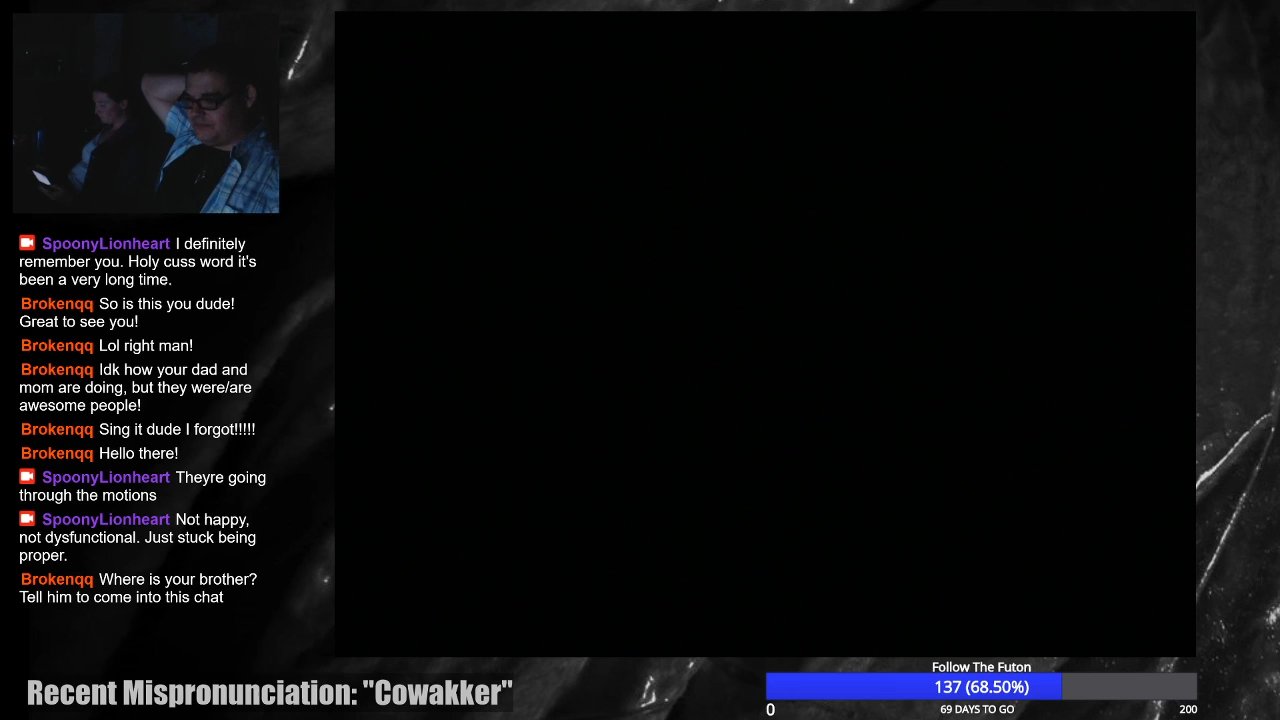 SpoonyLionheart I definitely
remember you. Holy cuss word it's
been a very long time.
Brokenqq So is this you dude!
Great to see you!
Brokenqq Lol right man!
Brokenqq Idk how your dad and
mom are doing, but they were/are
awesome people!
Brokenqq Sing it dude I forgot!!!!!
Brokenqq Hello there!
SpoonyLionheart Theyre going
through the motions
SpoonyLionheart Not happy,
not dysfunctional. Just stuck being
proper.
Brokenqq Where is your brother?
Tell him to come into this chat
Recent Mispronunciation: "Cowakker"
Follow The Futon
137 (68.50%)
0 69 DAYS TO GO 200